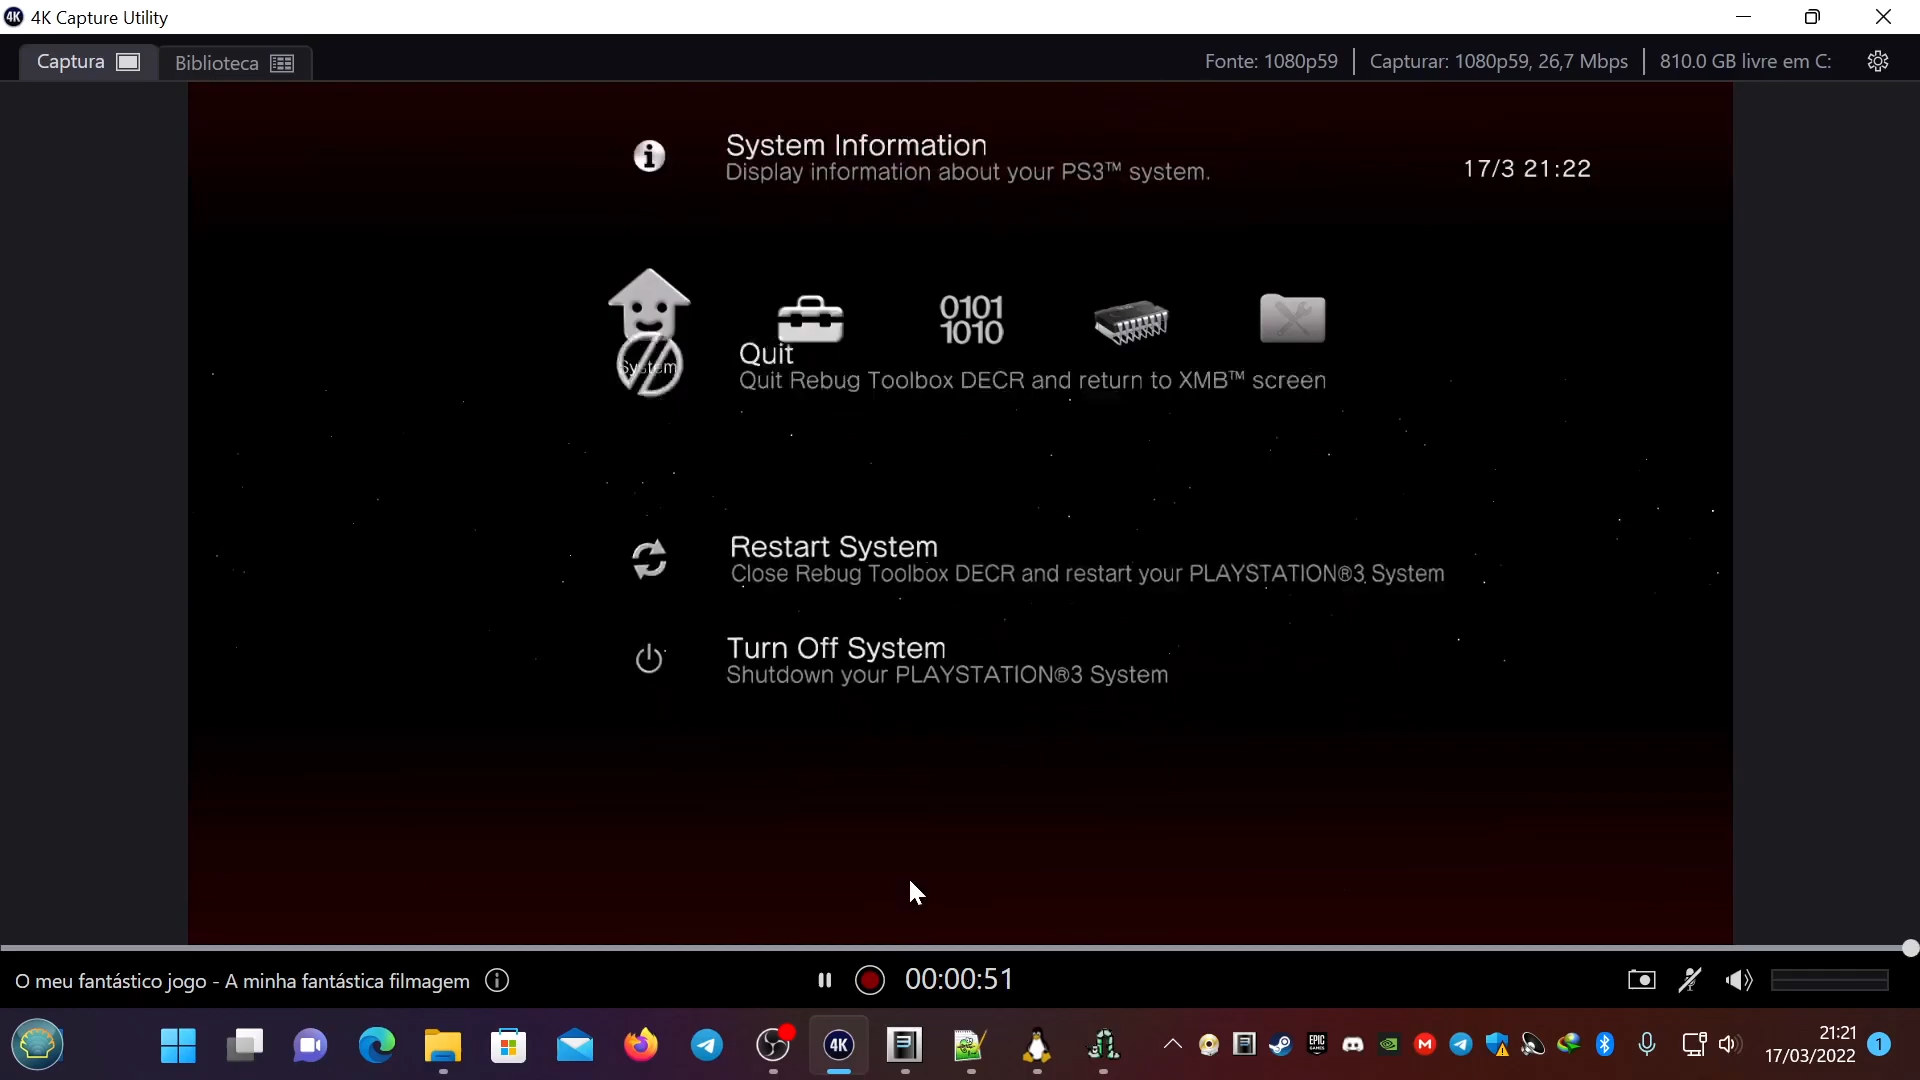 4K Capture Utility
Captura
Biblioteca
Fonte: 1080p59
Capturar: 1080p59, 26,7 Mbps
810.0 GB livre em C:
System Information
Display information about your PS3™ system.
17/3 21:22
0101
1010
System
Quit
Quit Rebug Toolbox DECR and return to XMB™ screen
Restart System
Close Rebug Toolbox DECR and restart your PLAYSTATION®3 System
Turn Off System
Shutdown your PLAYSTATION®3 System
O meu fantástico jogo - A minha fantástica filmagem
00:00:51
4K
EPIC
GAMES
21:21
17/03/2022
1